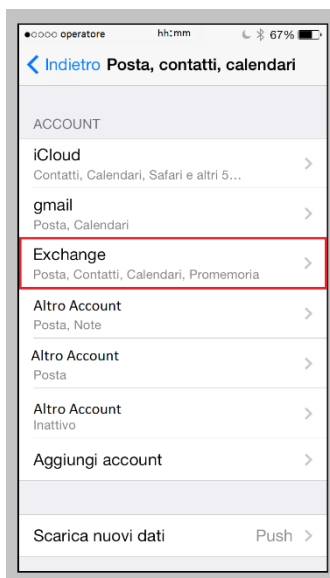 operatore hh:mm 67%
Indietro Posta, contatti, calendari
ACCOUNT
iCloud
Contatti, Calendari, Safari e altri 5...
gmail
Posta, Calendari
Exchange
Posta, Contatti, Calendari, Promemoria
Altro Account
Posta, Note
Altro Account
Posta
Altro Account
Inattivo
Aggiungi account
Scarica nuovi dati Push